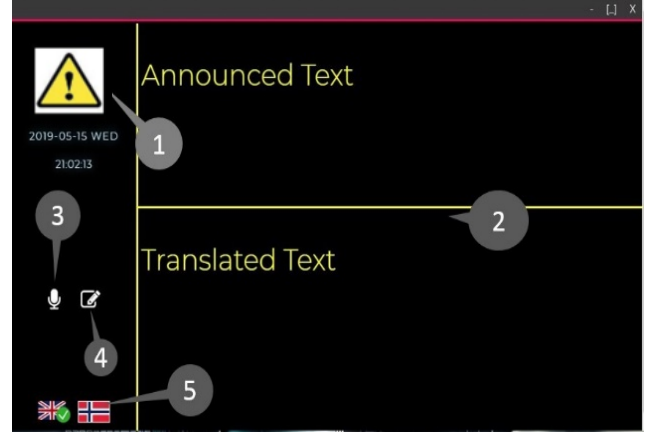 - [.] X
Announced Text
2019-05-15 WED
21:02:13
1
3
2
Translated Text
4
5